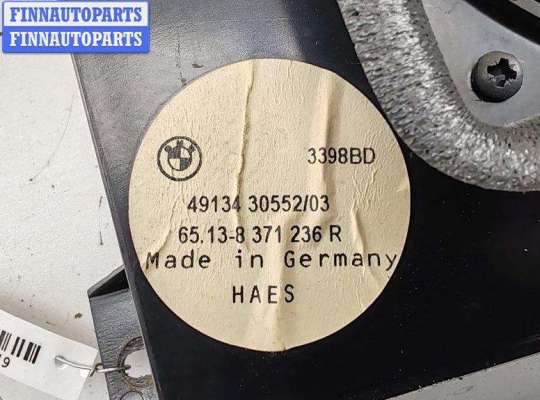 FINNAUTOPARTS
FINNAUTOPARTS
3398BD
49134 30552/03
65.13-8 371 236 R
Made in Germany
HAES